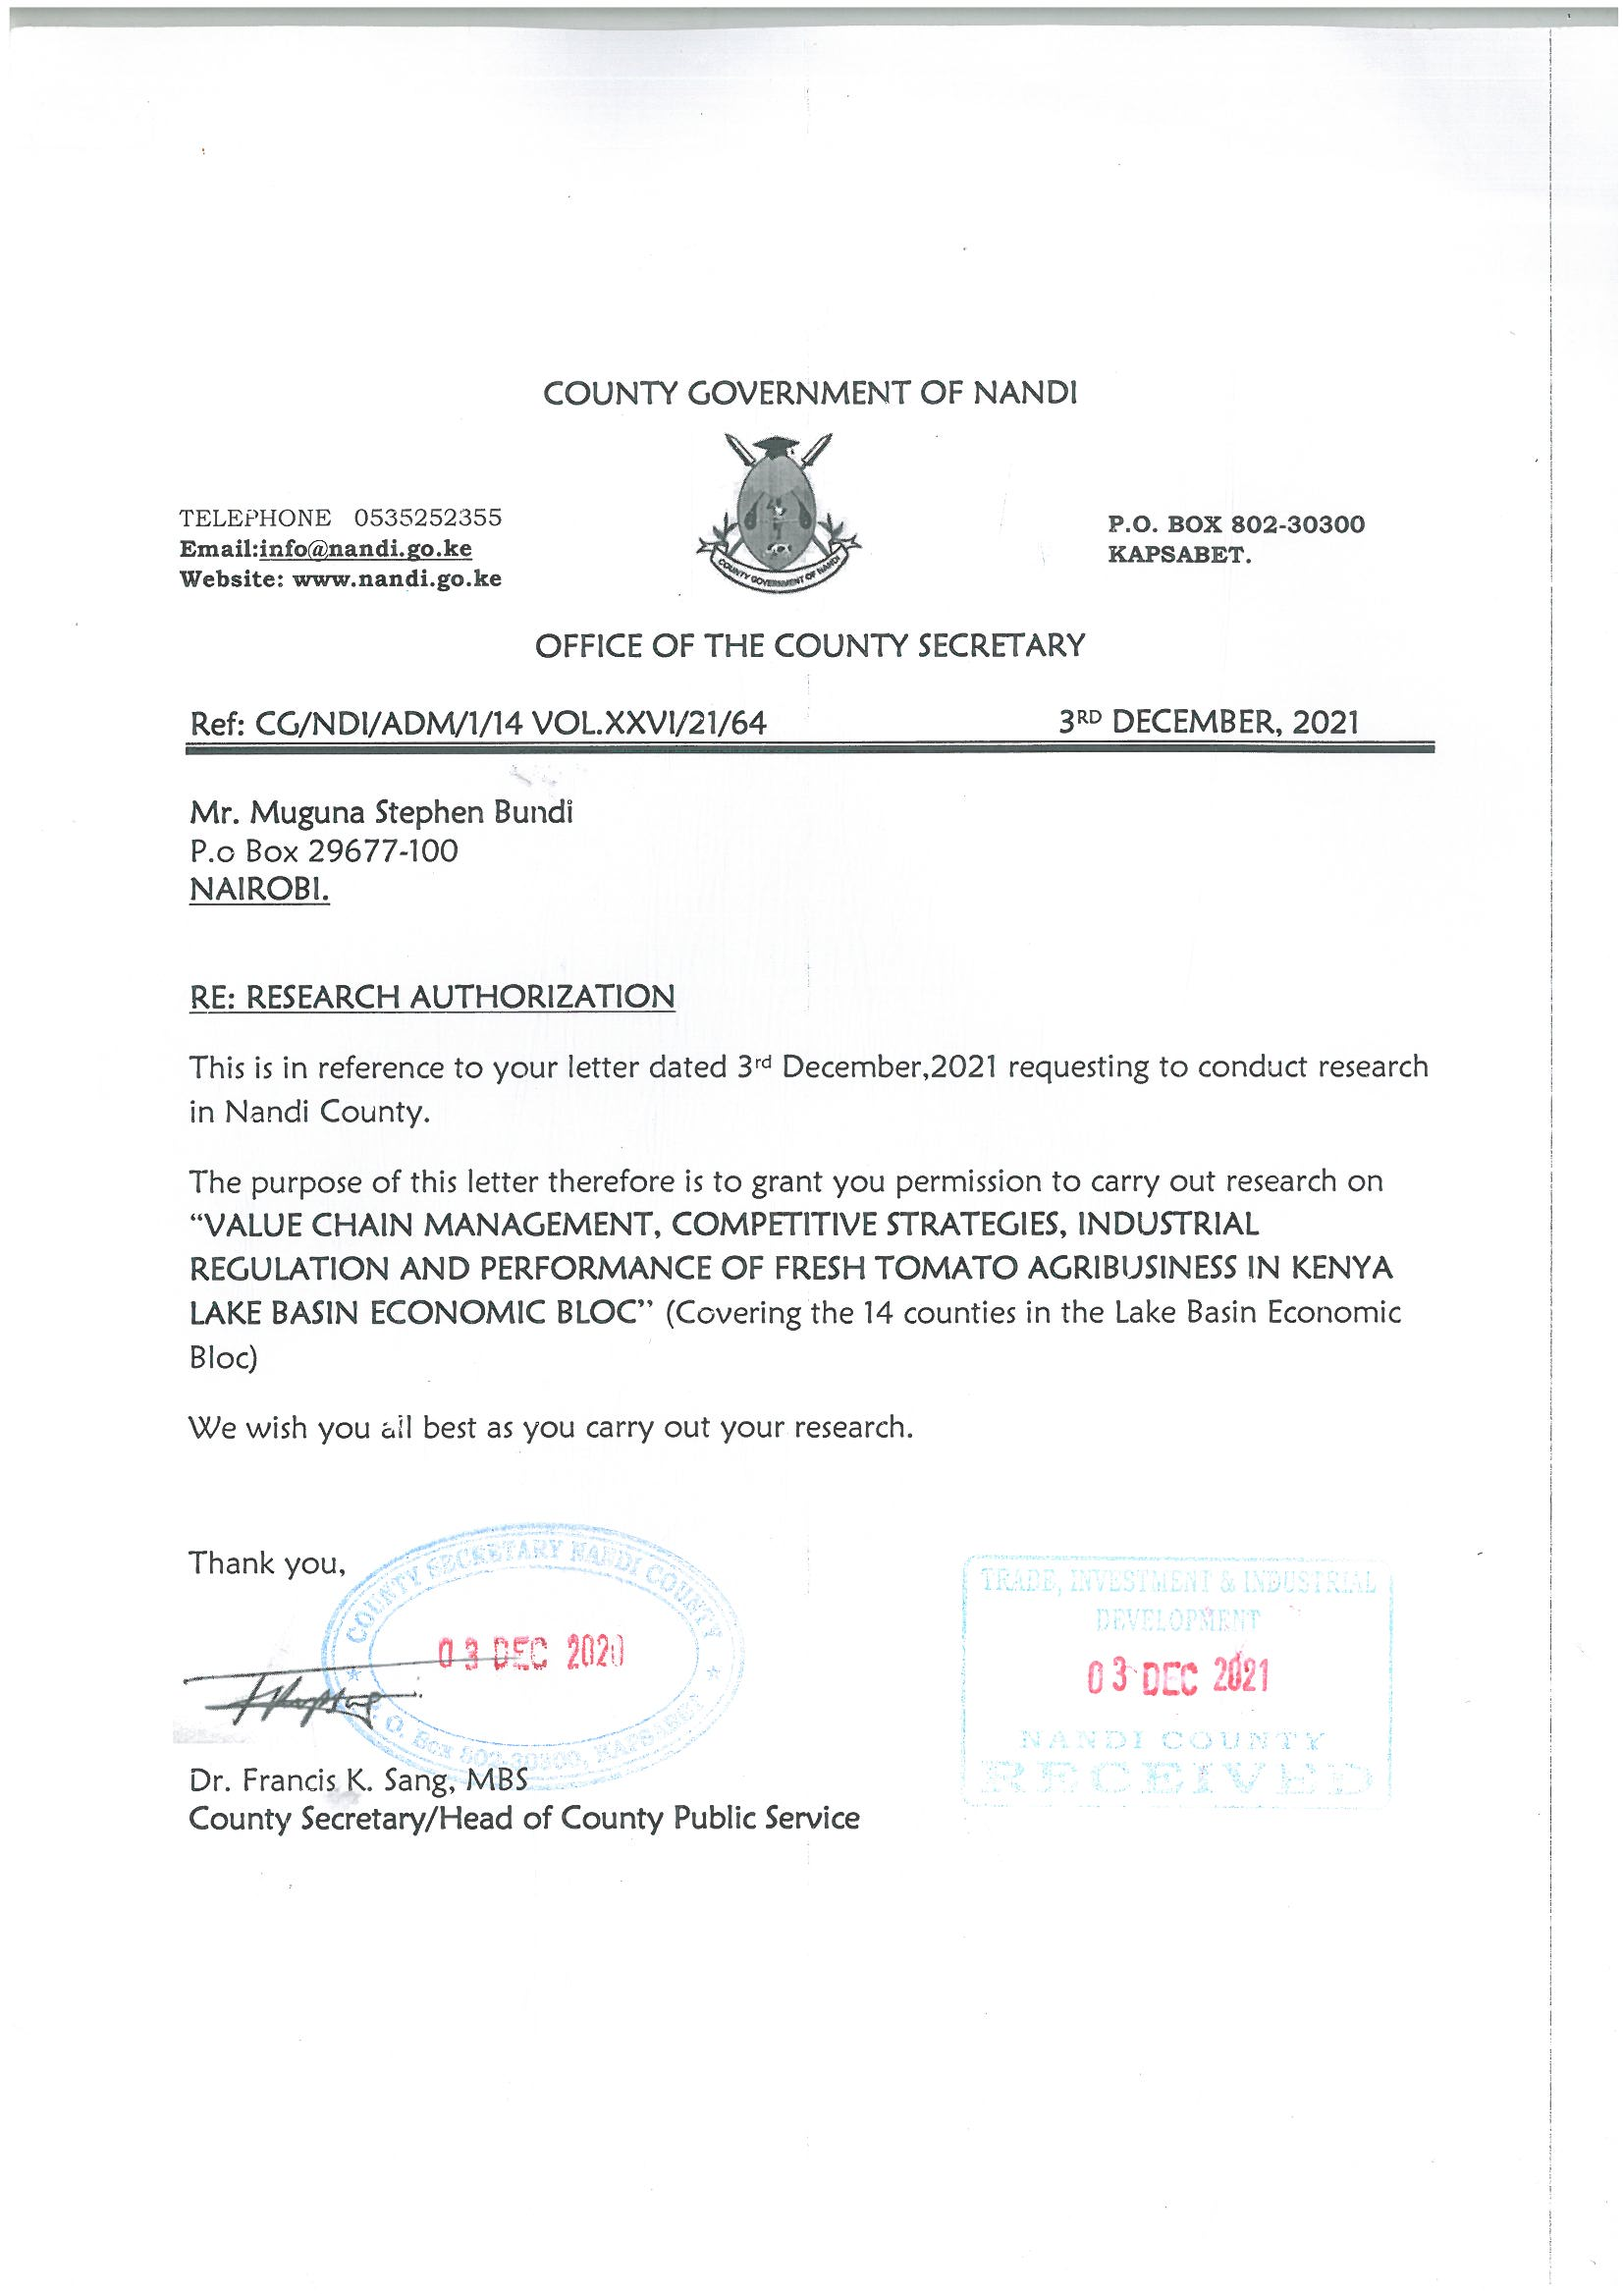 COUNTY GOVERNMENT OF NANDI
COUNTY GOVERNMENT OF NANDI
TELEPHONE 0535252355
Email:info@nandi.go.ke
Website: www.nandi.go.ke
P.O. BOX 802-30300
KAPSABET.
OFFICE OF THE COUNTY SECRETARY
Ref: CG/NDI/ADM/1/14 VOL.XXVI/21/64
3RD DECEMBER, 2021
Mr. Muguna Stephen Bundi
P.o Box 29677-100
NAIROBI.
RE: RESEARCH AUTHORIZATION
This is in reference to your letter dated 3rd December,2021 requesting to conduct research
in Nandi County.
The purpose of this letter therefore is to grant you permission to carry out research on
“VALUE CHAIN MANAGEMENT, COMPETITIVE STRATEGIES, INDUSTRIAL
REGULATION AND PERFORMANCE OF FRESH TOMATO AGRIBUSINESS IN KENYA
LAKE BASIN ECONOMIC BLOC” (Covering the 14 counties in the Lake Basin Economic
Bloc)
We wish you all best as you carry out your research.
Thank you,
COUNTY SECRETARY NANDI COUNTY
03 DEC 2020
P. O. Box 802-30300, KAPSABET
TRADE, INVESTMENT & INDUSTRIAL
DEVELOPMENT
03 DEC 2021
NANDI COUNTY
RECEIVED
Dr. Francis K. Sang, MBS
County Secretary/Head of County Public Service